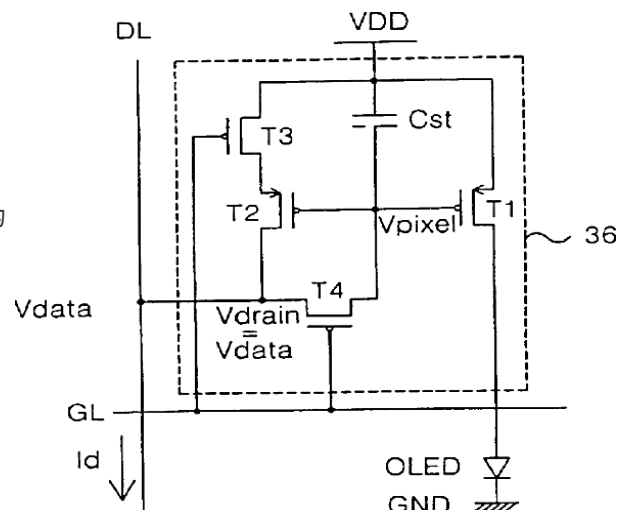 DL
VDD
T3
Cst
g
T2
Vpixel
T1
36
Vdata
T4
Vdrain
=
Vdata
GL
Id
OLED
GND